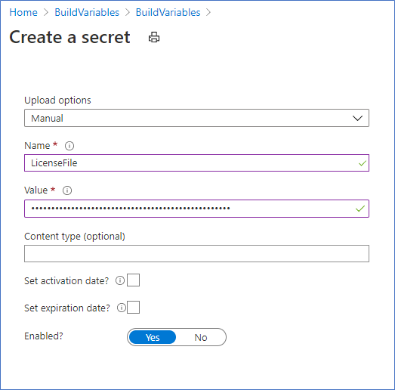 Home > BuildVariables > BuildVariables >
Create a secret
Upload options
Manual
Name *
LicenseFile
Value *
••••••••••••••••••••••••••••••••••••••••••••••••••
Content type (optional)
Set activation date?
Set expiration date?
Enabled?
Yes No